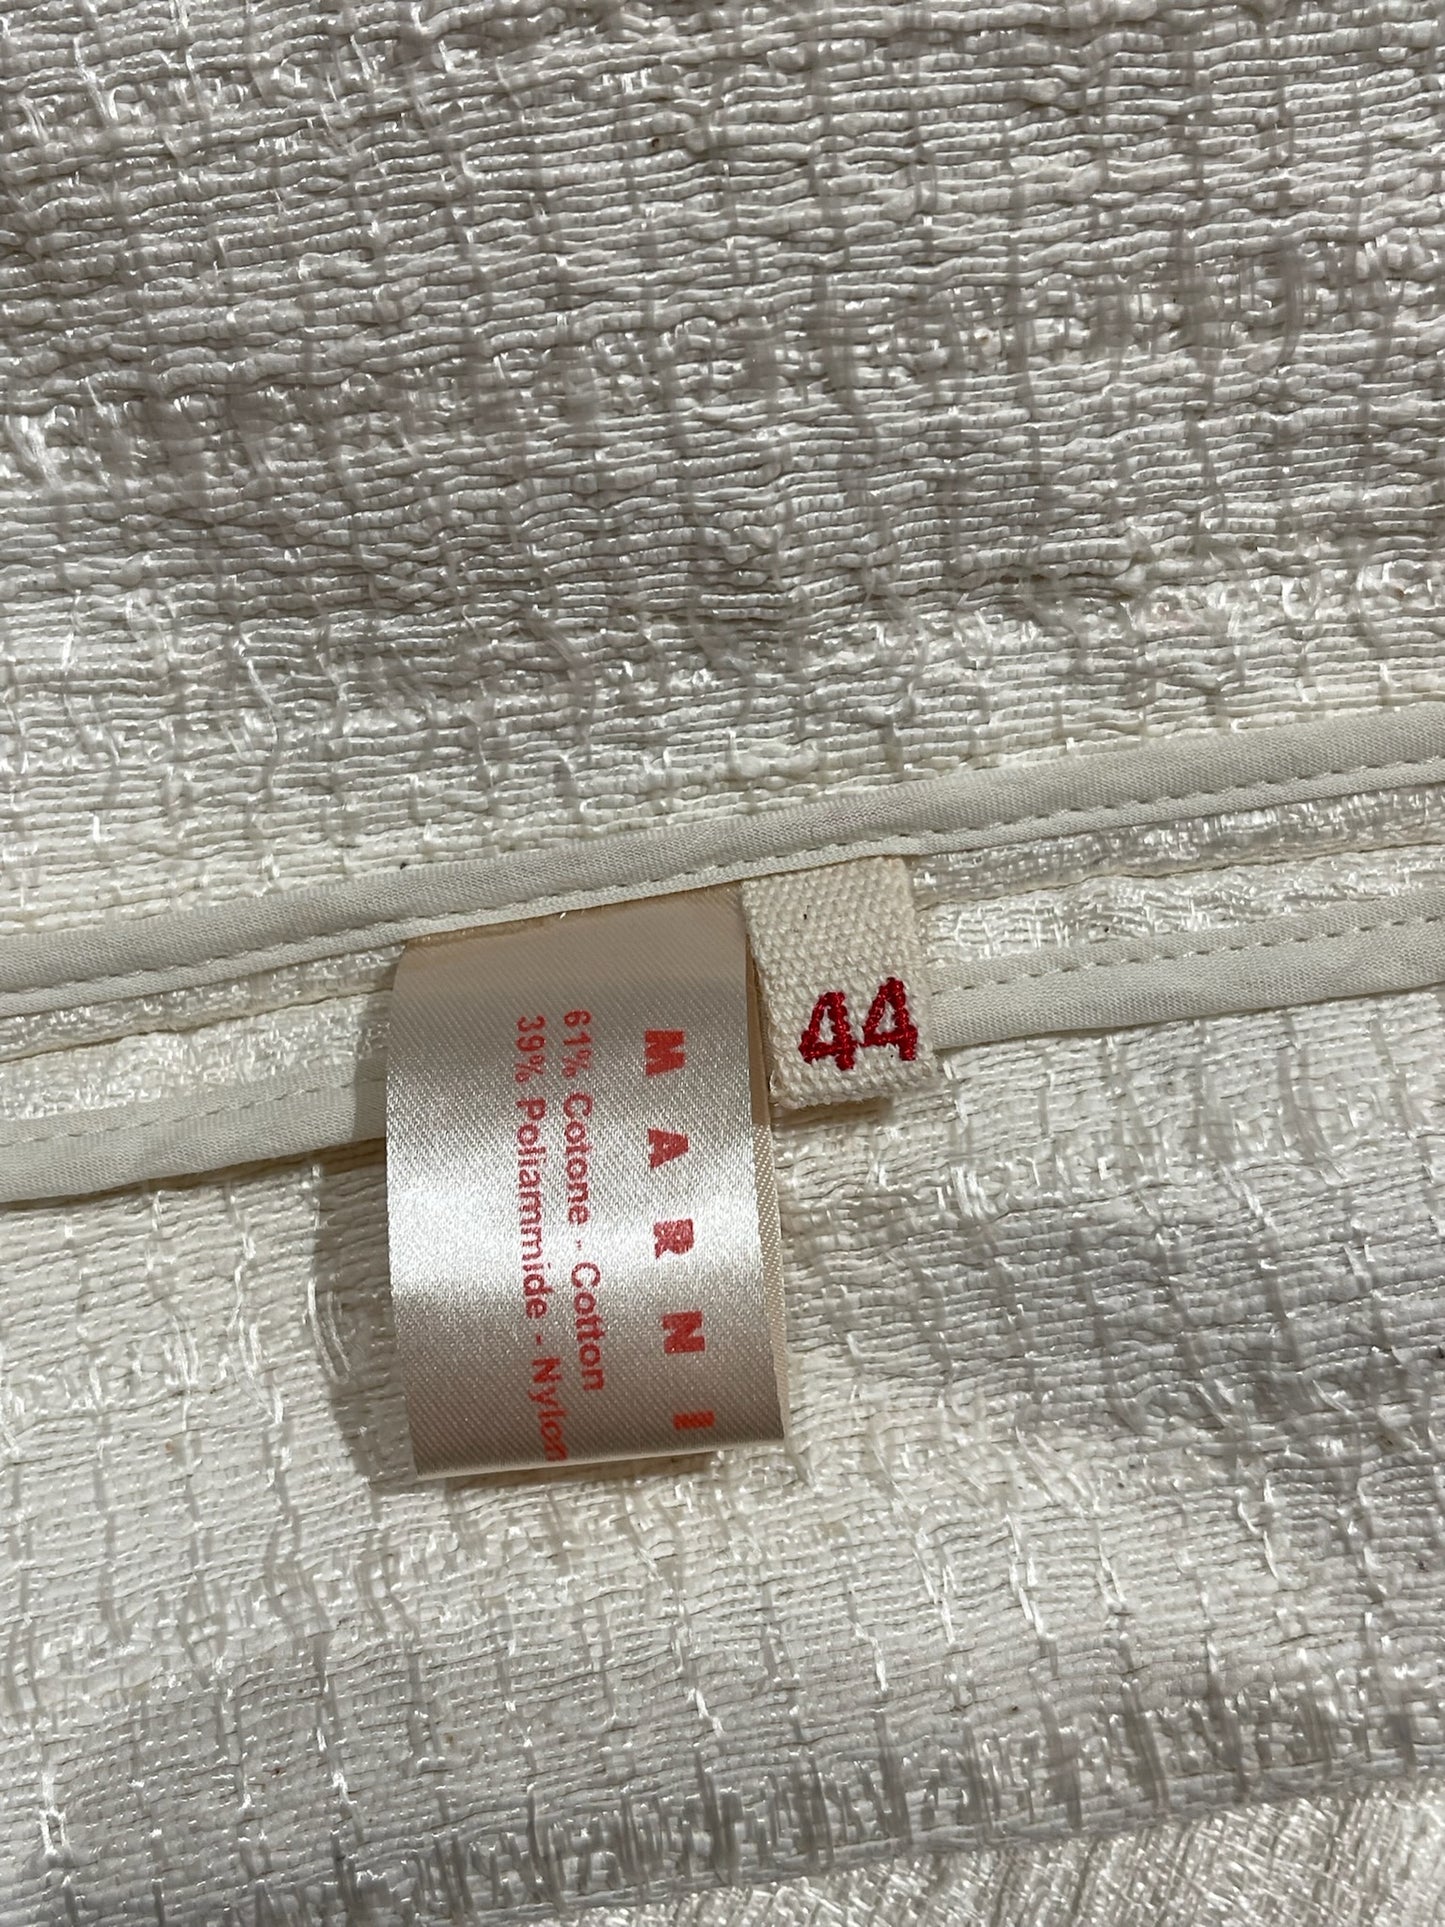 MARNI
61% Cotone - Cotton
39% Poliammide - Nylon
44